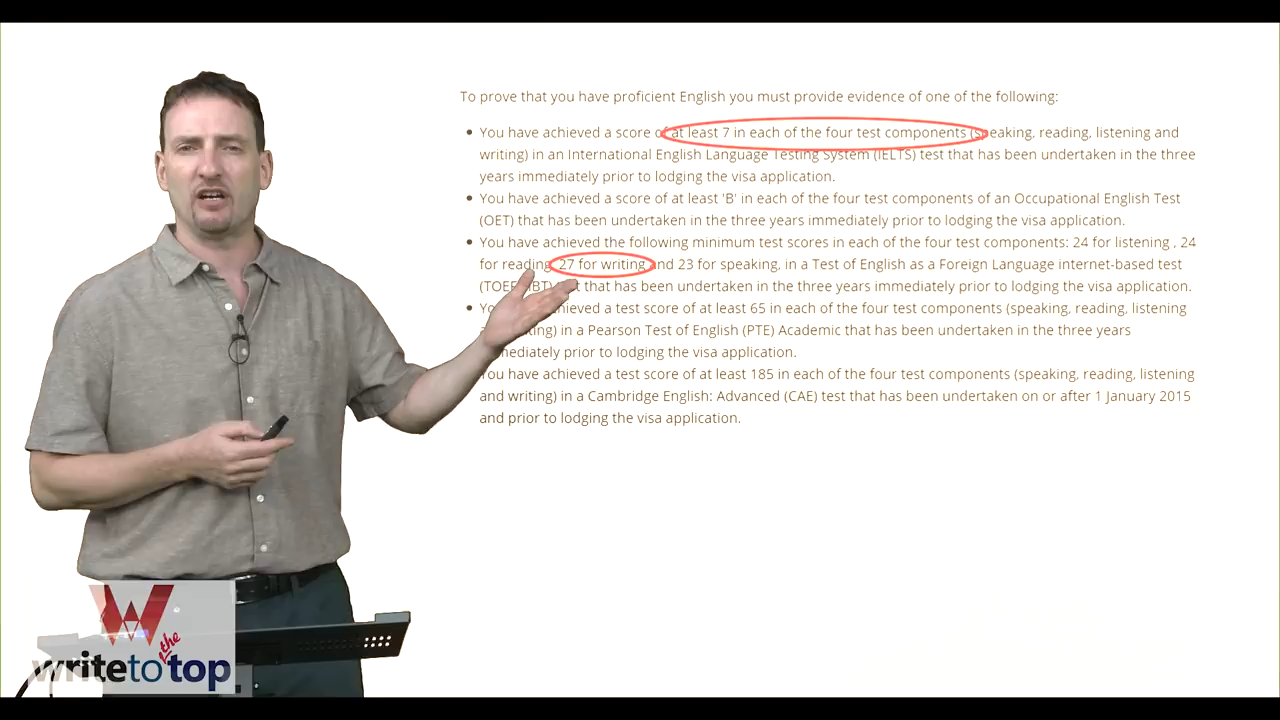 To prove that you have proficient English you must provide evidence of one of the following:
You have achieved a score of at least 7 in each of the four test components (speaking, reading, listening and
writing) in an International English Language Testing System (IELTS) test that has been undertaken in the three
years immediately prior to lodging the visa application.
You have achieved a score of at least 'B' in each of the four test components of an Occupational English Test
(OET) that has been undertaken in the three years immediately prior to lodging the visa application.
You have achieved the following minimum test scores in each of the four test components: 24 for listening , 24
for reading, 27 for writing and 23 for speaking, in a Test of English as a Foreign Language internet-based test
that has been undertaken in the three years immediately prior to lodging the visa application.
a test score of at least 65 in each of the four test components (speaking, reading, listening
in a Pearson Test of English (PTE) Academic that has been undertaken in the three years
prior to lodging the visa application.
You have achieved a test score of at least 185 in each of the four test components (speaking, reading, listening
and writing) in a Cambridge English: Advanced (CAE) test that has been undertaken on or after 1 January 2015
and prior to lodging the visa application.
W
write to the top